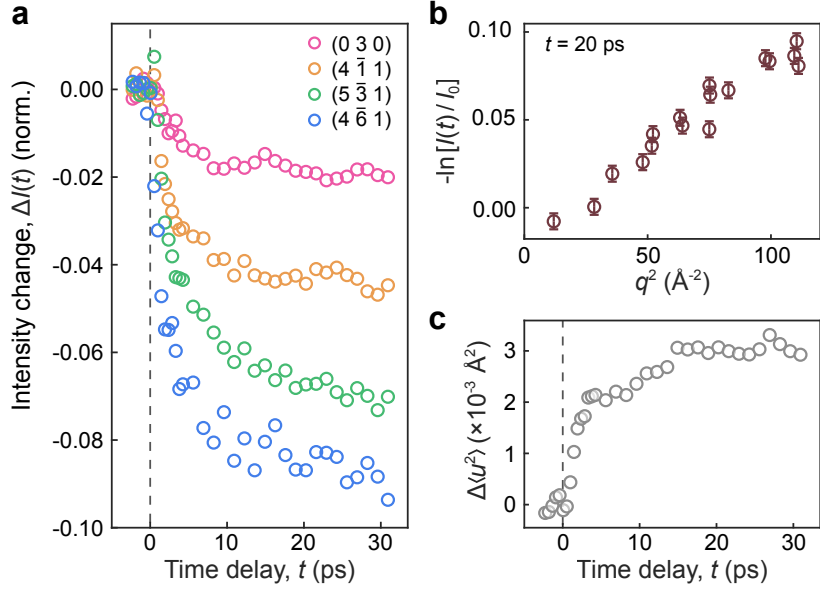 a
Intensity change, ΔI(t) (norm.)
0.00
-0.02
-0.04
-0.06
-0.08
-0.10
0
10
20
30
Time delay, t (ps)
(0 3 0)
(4 1̄ 1)
(5 3̄ 1)
(4 6̄ 1)
b
t = 20 ps
-ln[I(t) / I₀]
0.10
0.05
0.00
0
50
100
q² (Å⁻²)
c
Δ⟨u²⟩ (×10⁻³ Å²)
3
2
1
0
0
10
20
30
Time delay, t (ps)